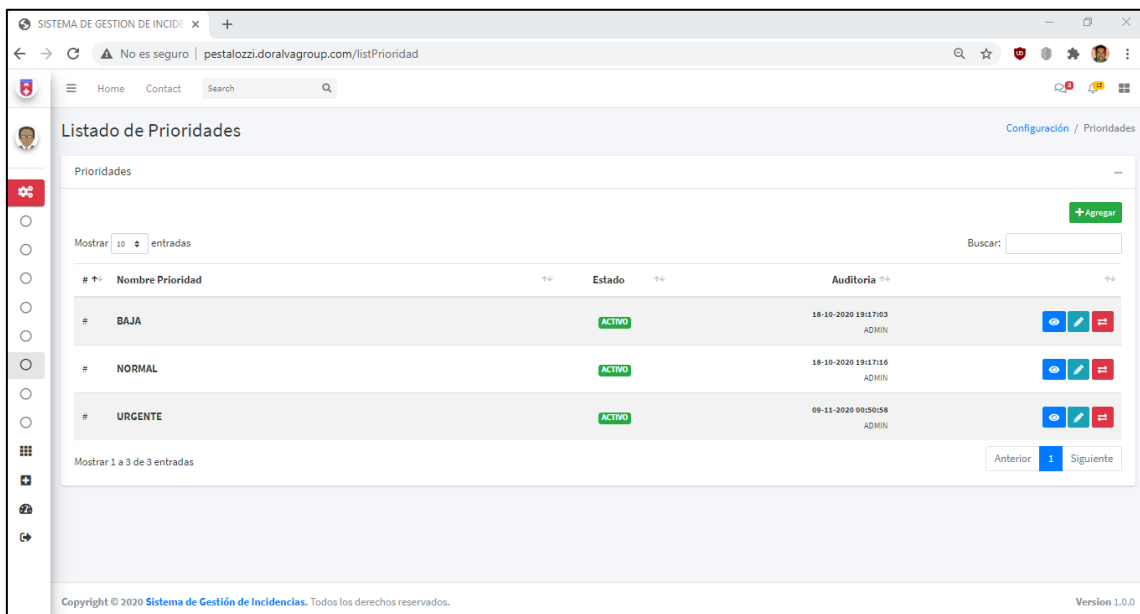 SISTEMA DE GESTION DE INCIDE
No es seguro | pestalozzi.doralvagroup.com/listPrioridad
Home Contact Search
Listado de Prioridades
Configuración / Prioridades
Prioridades
+ Agregar
Mostrar 10 entradas
Buscar:
# Nombre Prioridad Estado Auditoria
# BAJA ACTIVO 18-10-2020 19:17:03
ADMIN
# NORMAL ACTIVO 18-10-2020 19:17:16
ADMIN
# URGENTE ACTIVO 09-11-2020 00:50:58
ADMIN
Mostrar 1 a 3 de 3 entradas
Anterior 1 Siguiente
Copyright © 2020 Sistema de Gestión de Incidencias. Todos los derechos reservados.
Version 1.0.0